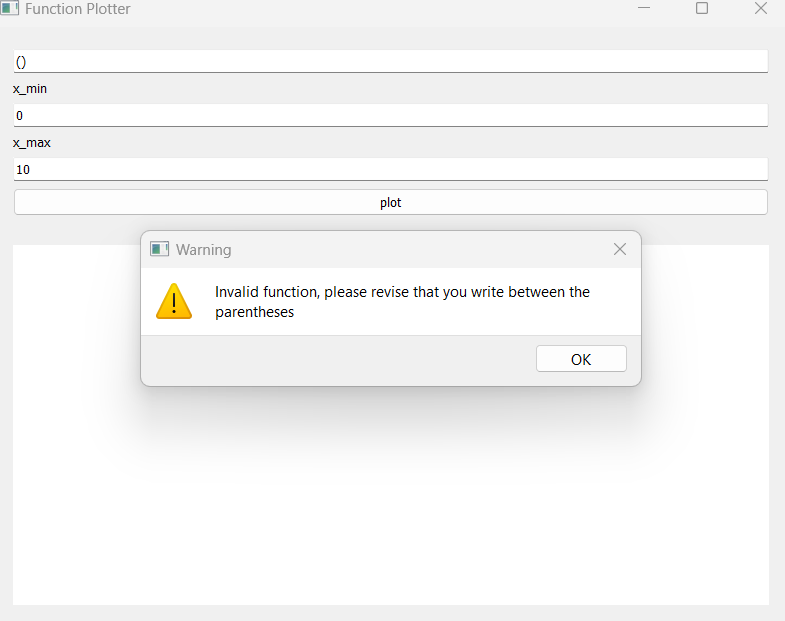 Function Plotter
()
x_min
0
x_max
10
plot
Warning
Invalid function, please revise that you write between the
parentheses
OK